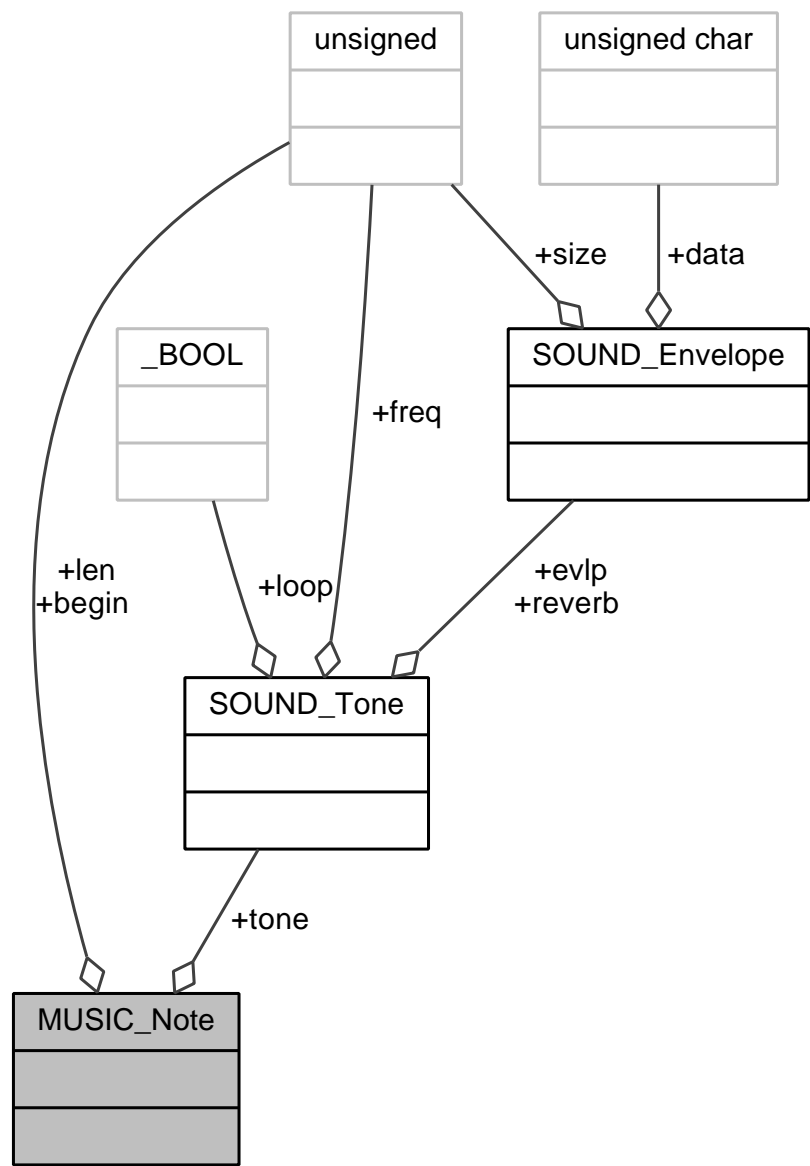 unsigned
unsigned char
+size
+data
_BOOL
SOUND_Envelope
+freq
+len
+begin
+loop
+evlp
+reverb
SOUND_Tone
+tone
MUSIC_Note